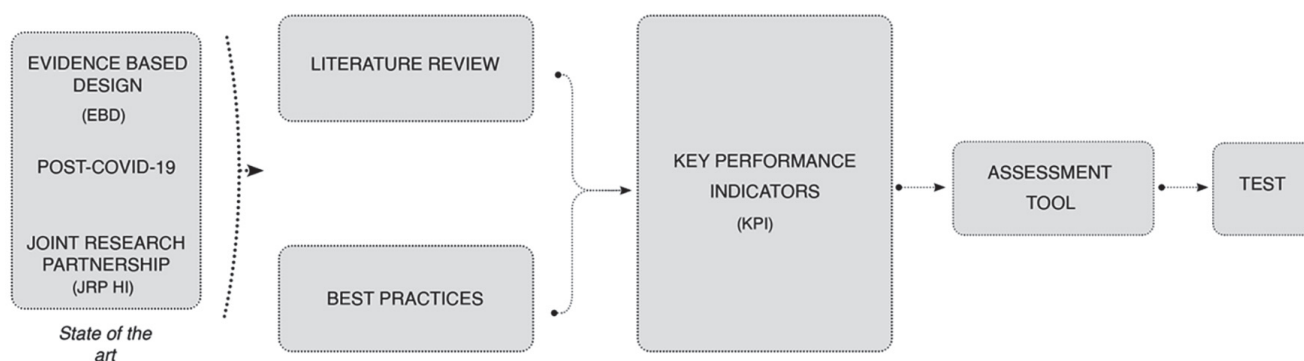 EVIDENCE BASED
DESIGN
(EBD)
POST-COVID-19
JOINT RESEARCH
PARTNERSHIP
(JRP HI)
State of the
art
LITERATURE REVIEW
BEST PRACTICES
KEY PERFORMANCE
INDICATORS
(KPI)
ASSESSMENT
TOOL
TEST